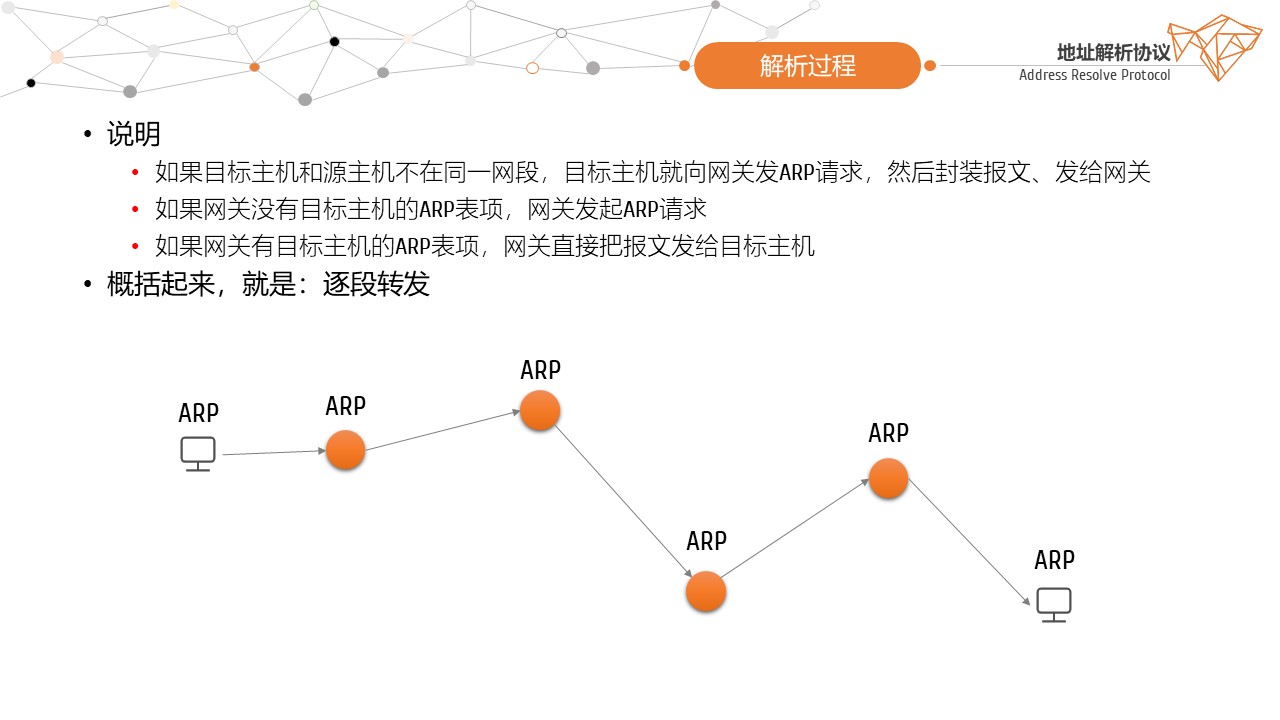 解析过程
地址解析协议
Address Resolve Protocol
• 说明
• 如果目标主机和源主机不在同一网段，目标主机就向网关发ARP请求，然后封装报文、发给网关
• 如果网关没有目标主机的ARP表项，网关发起ARP请求
• 如果网关有目标主机的ARP表项，网关直接把报文发给目标主机
• 概括起来，就是：逐段转发
ARP
ARP
ARP
ARP
ARP
ARP